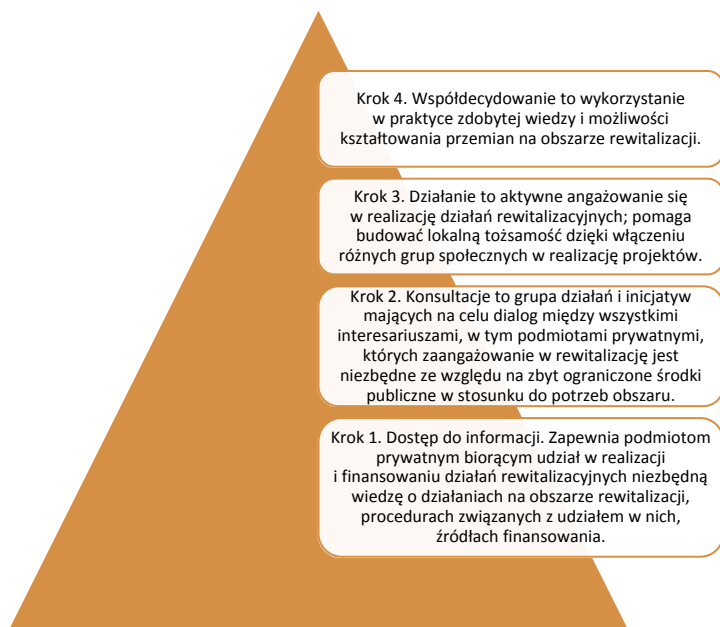 Krok 4. Współdecydowanie to wykorzystanie
w praktyce zdobytej wiedzy i możliwości
kształtowania przemian na obszarze rewitalizacji.
Krok 3. Działanie to aktywne angażowanie się
w realizację działań rewitalizacyjnych; pomaga
budować lokalną tożsamość dzięki włączeniu
różnych grup społecznych w realizację projektów.
Krok 2. Konsultacje to grupa działań i inicjatyw
mających na celu dialog między wszystkimi
interesariuszami, w tym podmiotami prywatnymi,
których zaangażowanie w rewitalizację jest
niezbędne ze względu na zbyt ograniczone środki
publiczne w stosunku do potrzeb obszaru.
Krok 1. Dostęp do informacji. Zapewnia podmiotom
prywatnym biorącym udział w realizacji
i finansowaniu działań rewitalizacyjnych niezbędną
wiedzę o działaniach na obszarze rewitalizacji,
procedurach związanych z udziałem w nich,
źródłach finansowania.